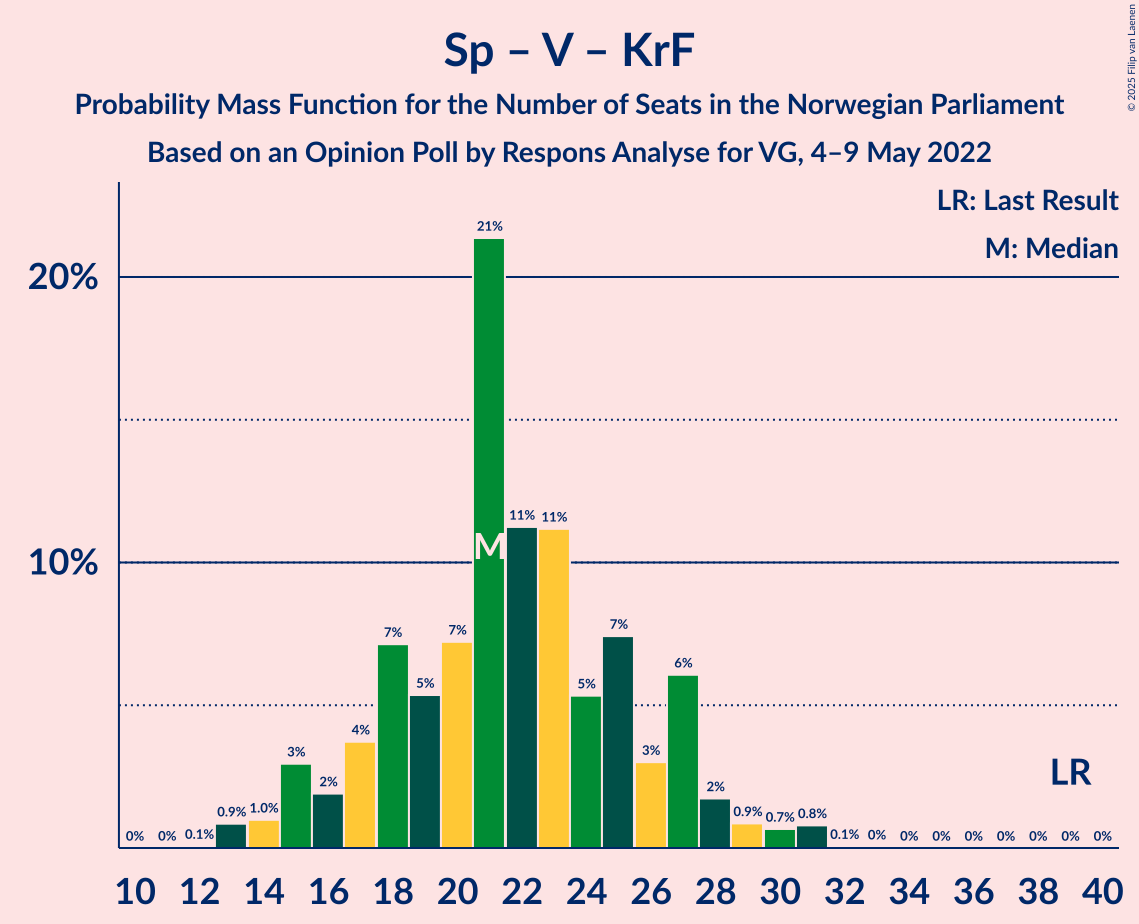 © 2025 Filip van Laenen
Sp – V – KrF
Probability Mass Function for the Number of Seats in the Norwegian Parliament
Based on an Opinion Poll by Respons Analyse for VG, 4–9 May 2022
LR: Last Result
M: Median
20%
10%
0% 0% 0.1% 0.9% 1.0% 3% 2% 4% 7% 5% 7% 21% 11% 11% 5% 7% 3% 6% 2% 0.9% 0.7% 0.8% 0.1% 0% 0% 0% 0% 0% 0% 0% 0%
M
LR
10 12 14 16 18 20 22 24 26 28 30 32 34 36 38 40